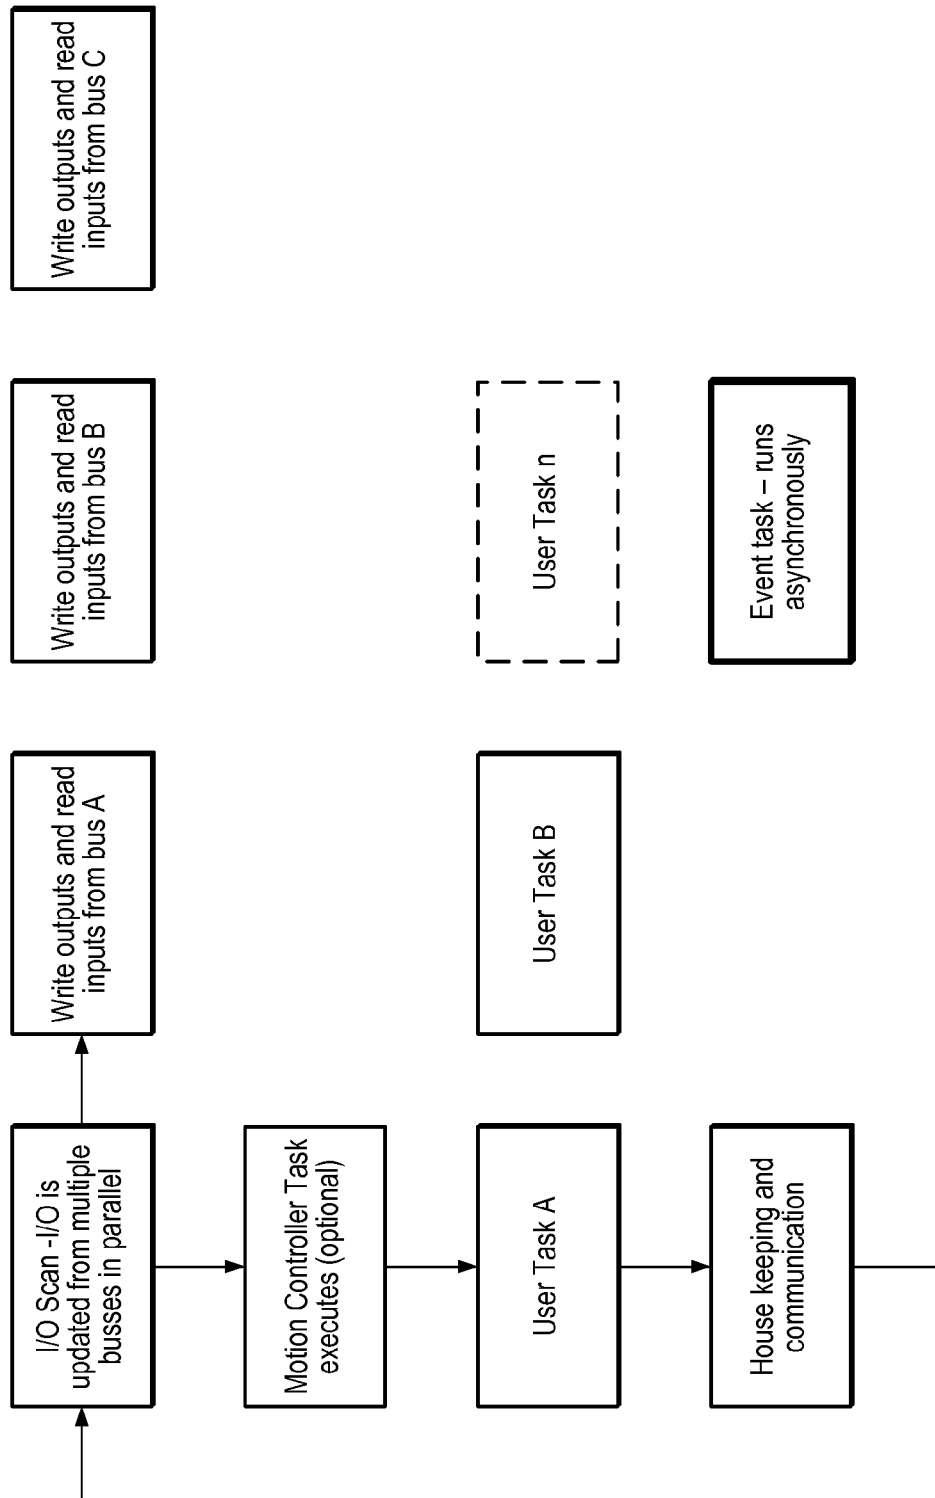 I/O Scan -I/O is
updated from multiple
busses in parallel
Write outputs and read
inputs from bus A
Write outputs and read
inputs from bus B
Write outputs and read
inputs from bus C
Motion Controller Task
executes (optional)
User Task A
User Task B
User Task n
House keeping and
communication
Event task – runs
asynchronously